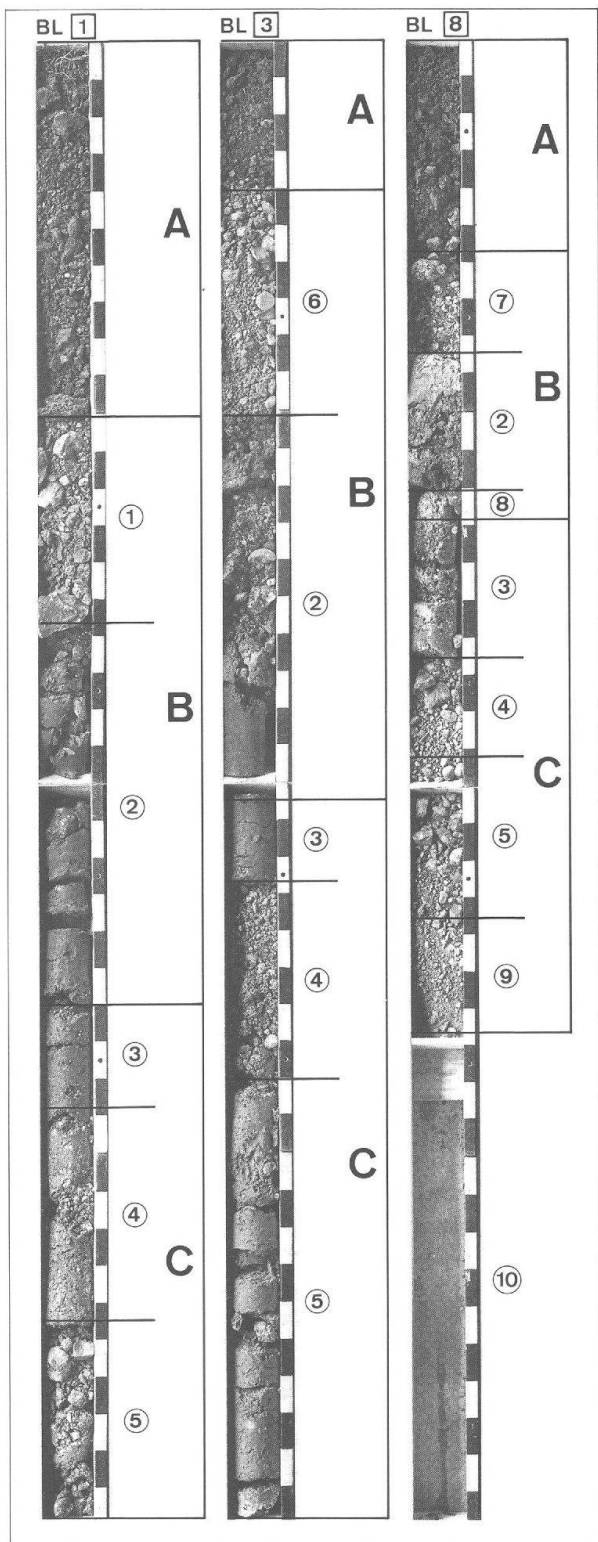 BL 1
A
①
B
②
③
④
C
⑤
BL 3
A
⑥
B
②
③
④
C
⑤
BL 8
A
⑦
B
②
⑧
③
④
C
⑤
⑨
⑩